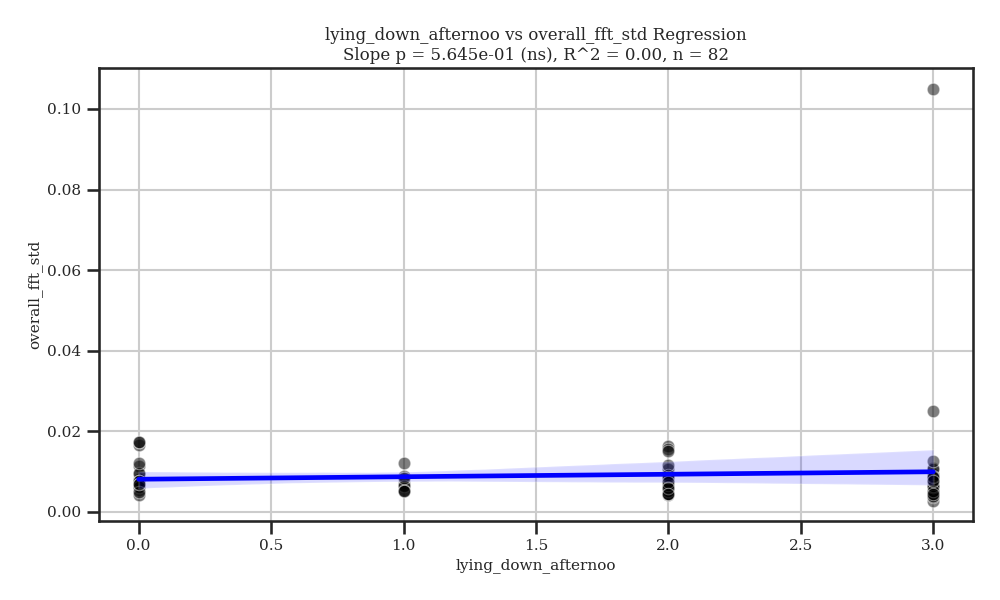 lying_down_afternoo vs overall_fft_std Regression
Slope p = 5.645e-01 (ns), R^2 = 0.00, n = 82
overall_fft_std
0.10
0.08
0.06
0.04
0.02
0.00
0.0 0.5 1.0 1.5 2.0 2.5 3.0
lying_down_afternoo